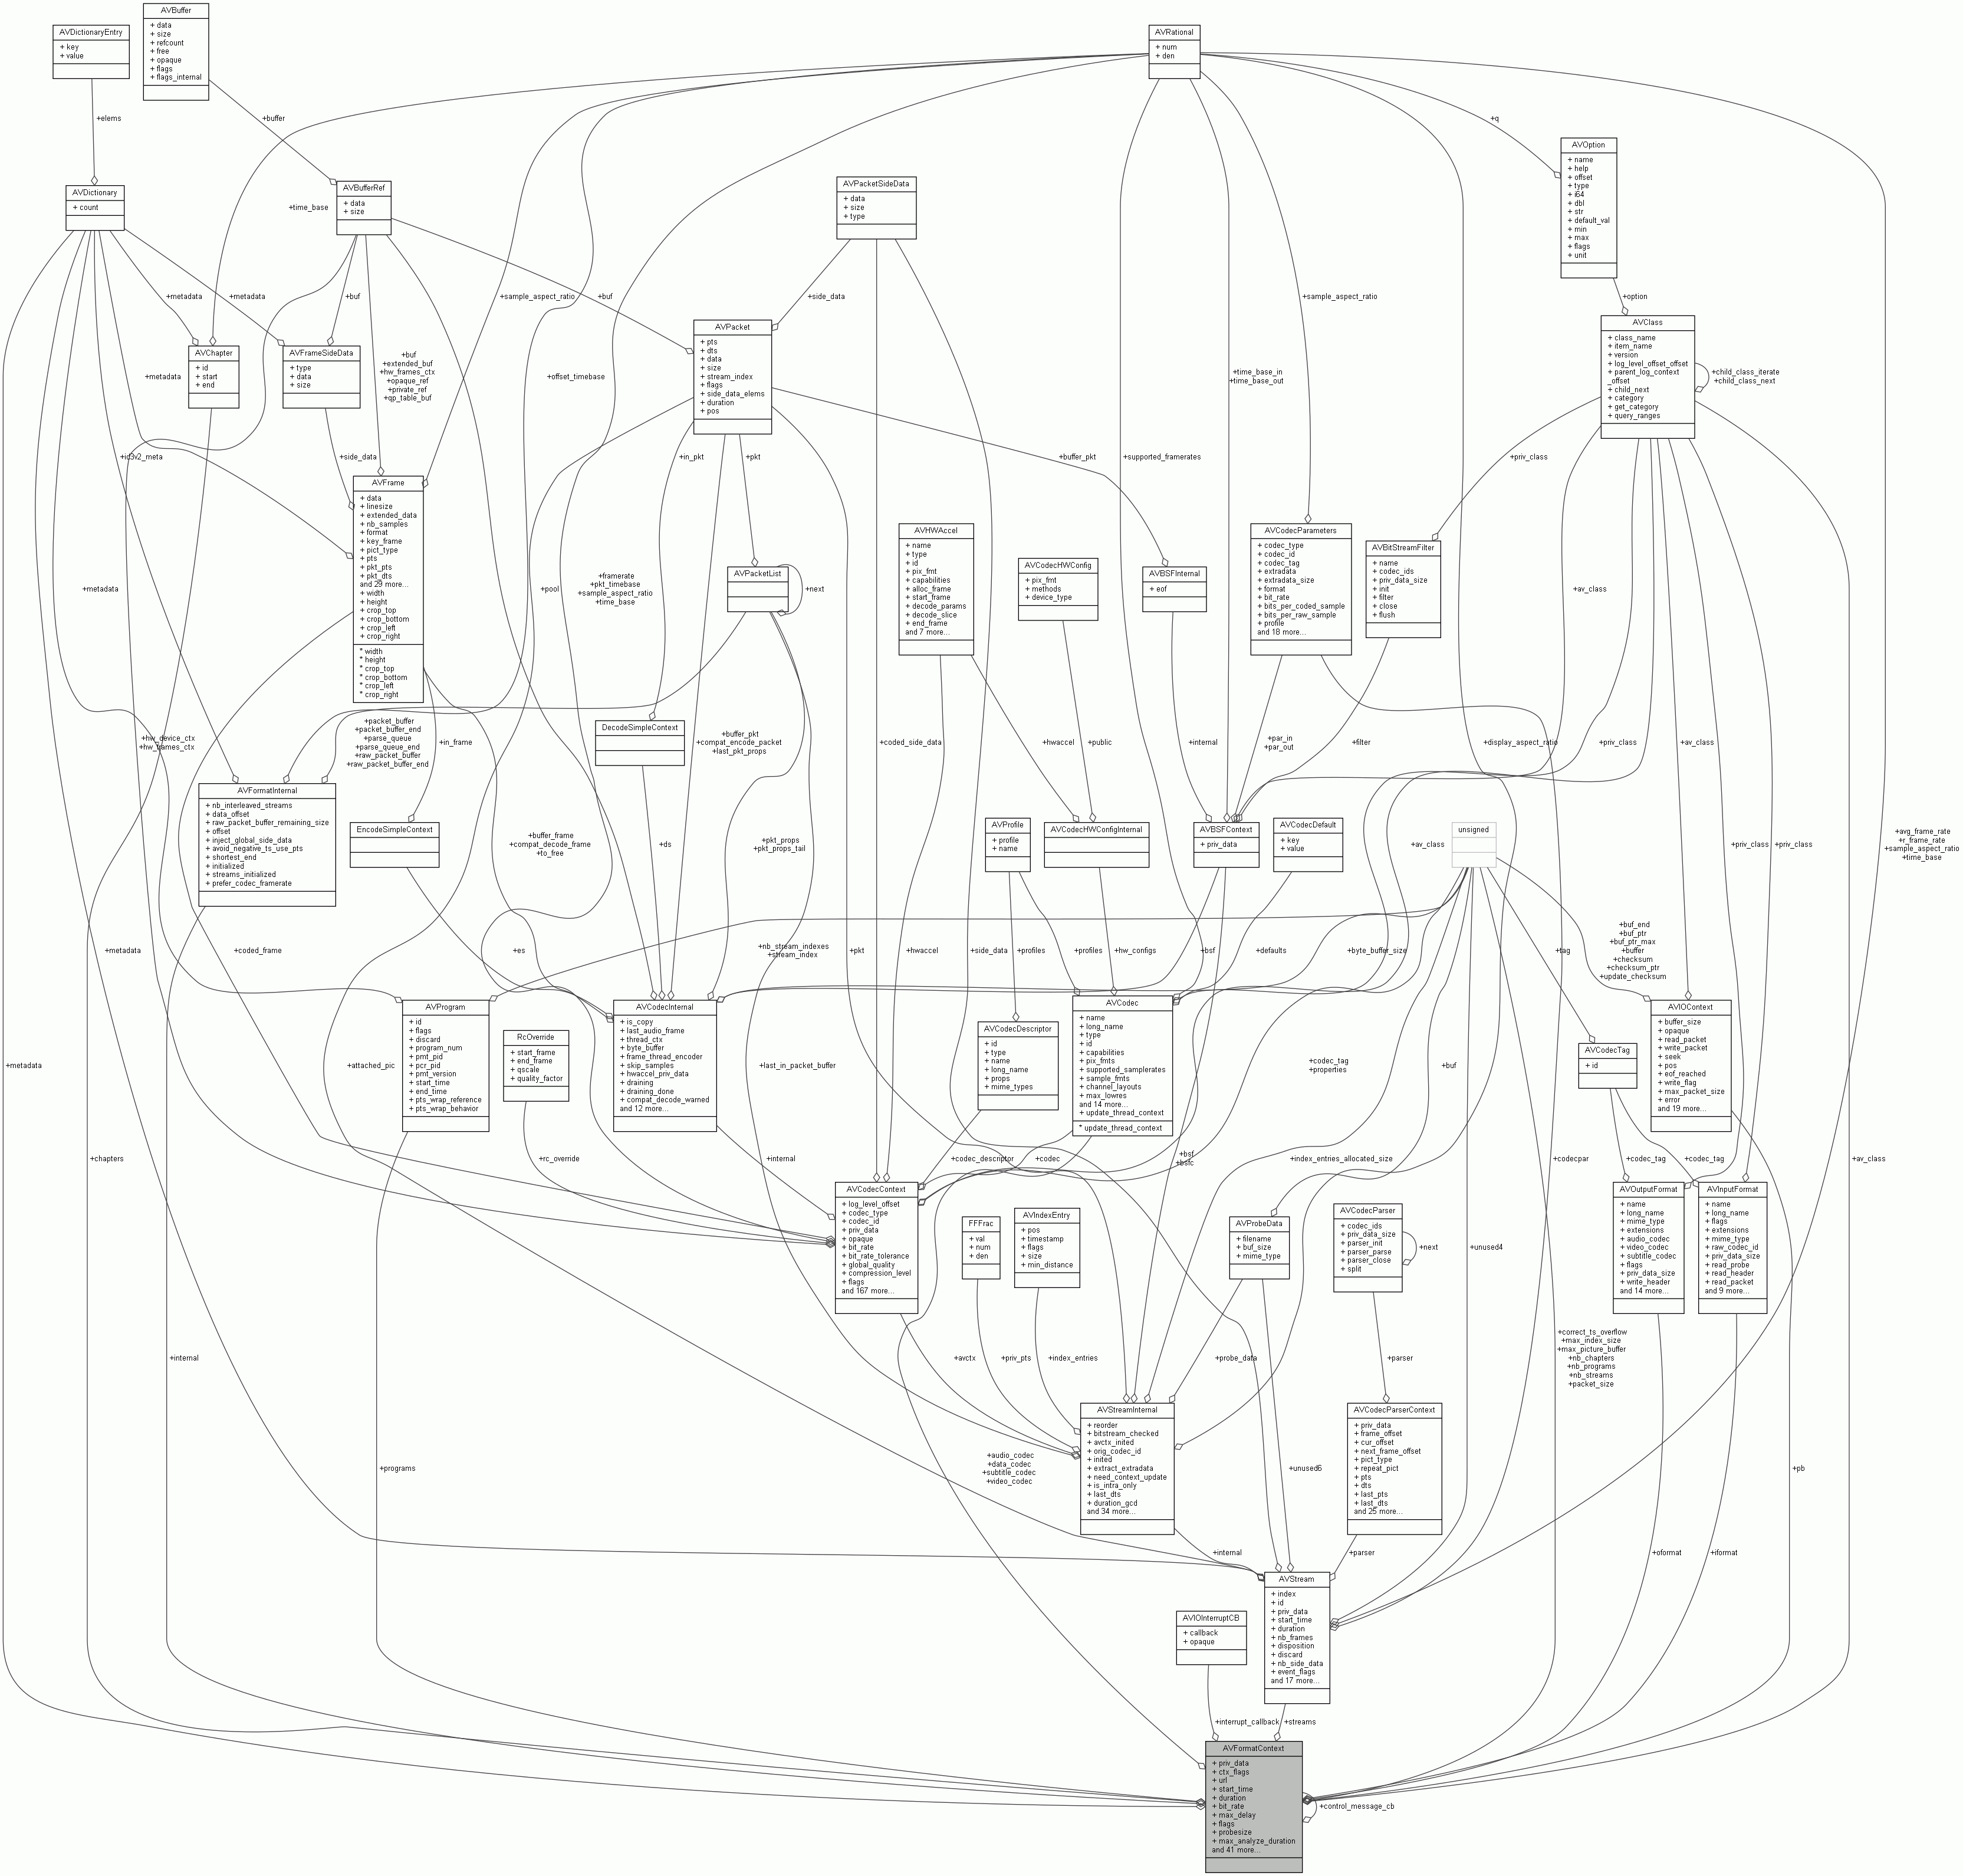 AVBuffer
+ data
+ size
+ refcount
+ free
+ opaque
+ flags
+ flags_internal
AVDictionaryEntry
+ key
+ value
AVRational
+ num
+ den
+elems
+buffer
+q
AVOption
+ name
+ help
+ offset
+ type
+ i64
+ dbl
+ str
+ default_val
+ min
+ max
+ flags
+ unit
AVDictionary
+ count
+time_base
AVBufferRef
+ data
+ size
AVPacketSideData
+ data
+ size
+ type
+metadata
+metadata
+buf
+sample_aspect_ratio
+buf
+side_data
+sample_aspect_ratio
+option
AVPacket
+ pts
+ dts
+ data
+ size
+ stream_index
+ flags
+ side_data_elems
+ duration
+ pos
AVClass
+ class_name
+ item_name
+ version
+ log_level_offset_offset
+ parent_log_context
_offset
+ child_next
+ category
+ get_category
+ query_ranges
+child_class_iterate
+child_class_next
AVChapter
+ id
+ start
+ end
AVFrameSideData
+ type
+ data
+ size
+metadata
+buf
+extended_buf
+hw_frames_ctx
+opaque_ref
+private_ref
+qp_table_buf
+offset_timebase
+time_base_in
+time_base_out
+id3v2_meta
+side_data
+in_pkt
+pkt
+buffer_pkt
+supported_framerates
+priv_class
AVFrame
+ data
+ linesize
+ extended_data
+ nb_samples
+ format
+ key_frame
+ pict_type
+ pts
+ pkt_pts
+ pkt_dts
and 29 more...
+ width
+ height
+ crop_top
+ crop_bottom
+ crop_left
+ crop_right
* width
* height
* crop_top
* crop_bottom
* crop_left
* crop_right
AVHWAccel
+ name
+ type
+ id
+ pix_fmt
+ capabilities
+ alloc_frame
+ start_frame
+ decode_params
+ decode_slice
+ end_frame
and 7 more...
AVCodecParameters
+ codec_type
+ codec_id
+ codec_tag
+ extradata
+ extradata_size
+ format
+ bit_rate
+ bits_per_coded_sample
+ bits_per_raw_sample
+ profile
and 18 more...
AVBitStreamFilter
+ name
+ codec_ids
+ priv_data_size
+ init
+ filter
+ close
+ flush
AVCodecHWConfig
+ pix_fmt
+ methods
+ device_type
AVBSFInternal
+ eof
AVPacketList
+next
+metadata
+pool
+framerate
+pkt_timebase
+sample_aspect_ratio
+time_base
+av_class
+hw_device_ctx
+hw_frames_ctx
+packet_buffer
+packet_buffer_end
+parse_queue
+parse_queue_end
+raw_packet_buffer
+raw_packet_buffer_end
+in_frame
DecodeSimpleContext
+buffer_pkt
+compat_encode_packet
+last_pkt_props
+coded_side_data
+hwaccel
+public
+internal
+par_in
+par_out
+filter
+display_aspect_ratio
+priv_class
+av_class
AVFormatInternal
+ nb_interleaved_streams
+ data_offset
+ raw_packet_buffer_remaining_size
+ offset
+ inject_global_side_data
+ avoid_negative_ts_use_pts
+ shortest_end
+ initialized
+ streams_initialized
+ prefer_codec_framerate
EncodeSimpleContext
+buffer_frame
+compat_decode_frame
+to_free
+ds
+pkt_props
+pkt_props_tail
AVProfile
+ profile
+ name
AVCodecHWConfigInternal
AVBSFContext
+ priv_data
AVCodecDefault
+ key
+ value
+av_class
unsigned
+priv_class
+priv_class
+avg_frame_rate
+r_frame_rate
+sample_aspect_ratio
+time_base
+metadata
+coded_frame
+es
+nb_stream_indexes
+stream_index
+pkt
+hwaccel
+side_data
+profiles
+profiles
+hw_configs
+bsf
+defaults
+byte_buffer_size
+tag
+buf_end
+buf_ptr
+buf_ptr_max
+buffer
+checksum
+checksum_ptr
+update_checksum
AVProgram
+ id
+ flags
+ discard
+ program_num
+ pmt_pid
+ pcr_pid
+ pmt_version
+ start_time
+ end_time
+ pts_wrap_reference
+ pts_wrap_behavior
RcOverride
+ start_frame
+ end_frame
+ qscale
+ quality_factor
AVCodecInternal
+ is_copy
+ last_audio_frame
+ thread_ctx
+ byte_buffer
+ frame_thread_encoder
+ skip_samples
+ hwaccel_priv_data
+ draining
+ draining_done
+ compat_decode_warned
and 12 more...
AVCodecDescriptor
+ id
+ type
+ name
+ long_name
+ props
+ mime_types
AVCodec
+ name
+ long_name
+ type
+ id
+ capabilities
+ pix_fmts
+ supported_samplerates
+ sample_fmts
+ channel_layouts
+ max_lowres
and 14 more...
+ update_thread_context
* update_thread_context
AVIOContext
+ buffer_size
+ opaque
+ read_packet
+ write_packet
+ seek
+ pos
+ eof_reached
+ write_flag
+ max_packet_size
+ error
and 19 more...
AVCodecTag
+ id
+metadata
+attached_pic
+last_in_packet_buffer
+codec_tag
+properties
+buf
+chapters
+rc_override
+internal
+codec_descriptor
+codec
+bsf
+bsfc
+index_entries_allocated_size
+codecpar
+codec_tag
+codec_tag
+av_class
AVCodecContext
+ log_level_offset
+ codec_type
+ codec_id
+ priv_data
+ opaque
+ bit_rate
+ bit_rate_tolerance
+ global_quality
+ compression_level
+ flags
and 167 more...
FFFrac
+ val
+ num
+ den
AVIndexEntry
+ pos
+ timestamp
+ flags
+ size
+ min_distance
AVProbeData
+ filename
+ buf_size
+ mime_type
AVCodecParser
+ codec_ids
+ priv_data_size
+ parser_init
+ parser_parse
+ parser_close
+ split
+next
+unused4
AVOutputFormat
+ name
+ long_name
+ mime_type
+ extensions
+ audio_codec
+ video_codec
+ subtitle_codec
+ flags
+ priv_data_size
+ write_header
and 14 more...
AVInputFormat
+ name
+ long_name
+ flags
+ extensions
+ mime_type
+ raw_codec_id
+ priv_data_size
+ read_probe
+ read_header
+ read_packet
and 9 more...
+internal
+avctx
+priv_pts
+index_entries
+probe_data
+parser
+correct_ts_overflow
+max_index_size
+max_picture_buffer
+nb_chapters
+nb_programs
+nb_streams
+packet_size
AVStreamInternal
+ reorder
+ bitstream_checked
+ avctx_inited
+ orig_codec_id
+ inited
+ extract_extradata
+ need_context_update
+ is_intra_only
+ last_dts
+ duration_gcd
and 34 more...
AVCodecParserContext
+ priv_data
+ frame_offset
+ cur_offset
+ next_frame_offset
+ pict_type
+ repeat_pict
+ pts
+ dts
+ last_pts
+ last_dts
and 25 more...
+programs
+audio_codec
+data_codec
+subtitle_codec
+video_codec
+unused6
+pb
+internal
+parser
+oformat
+iformat
AVStream
+ index
+ id
+ priv_data
+ start_time
+ duration
+ nb_frames
+ disposition
+ discard
+ nb_side_data
+ event_flags
and 17 more...
AVIOInterruptCB
+ callback
+ opaque
+interrupt_callback
+streams
AVFormatContext
+ priv_data
+ ctx_flags
+ url
+ start_time
+ duration
+ bit_rate
+ max_delay
+ flags
+ probesize
+ max_analyze_duration
and 41 more...
+control_message_cb